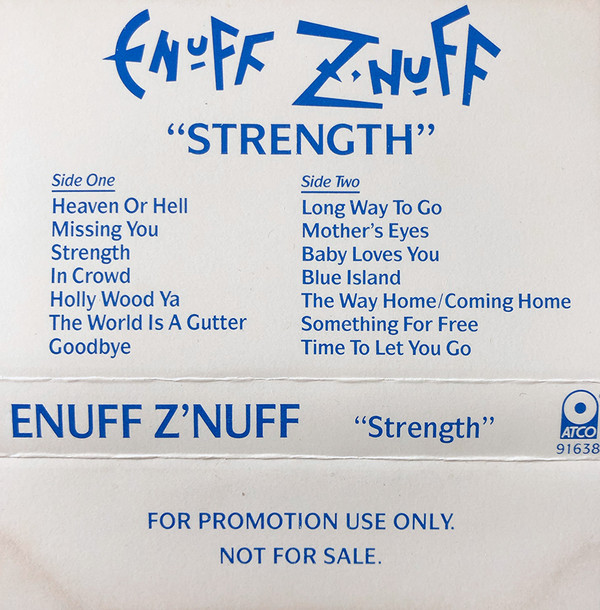 ENUFF Z'NUFF
“STRENGTH”
Side One
Heaven Or Hell
Missing You
Strength
In Crowd
Holly Wood Ya
The World Is A Gutter
Goodbye
Side Two
Long Way To Go
Mother's Eyes
Baby Loves You
Blue Island
The Way Home/Coming Home
Something For Free
Time To Let You Go
ENUFF Z'NUFF “Strength”
ATCO
91638
FOR PROMOTION USE ONLY.
NOT FOR SALE.